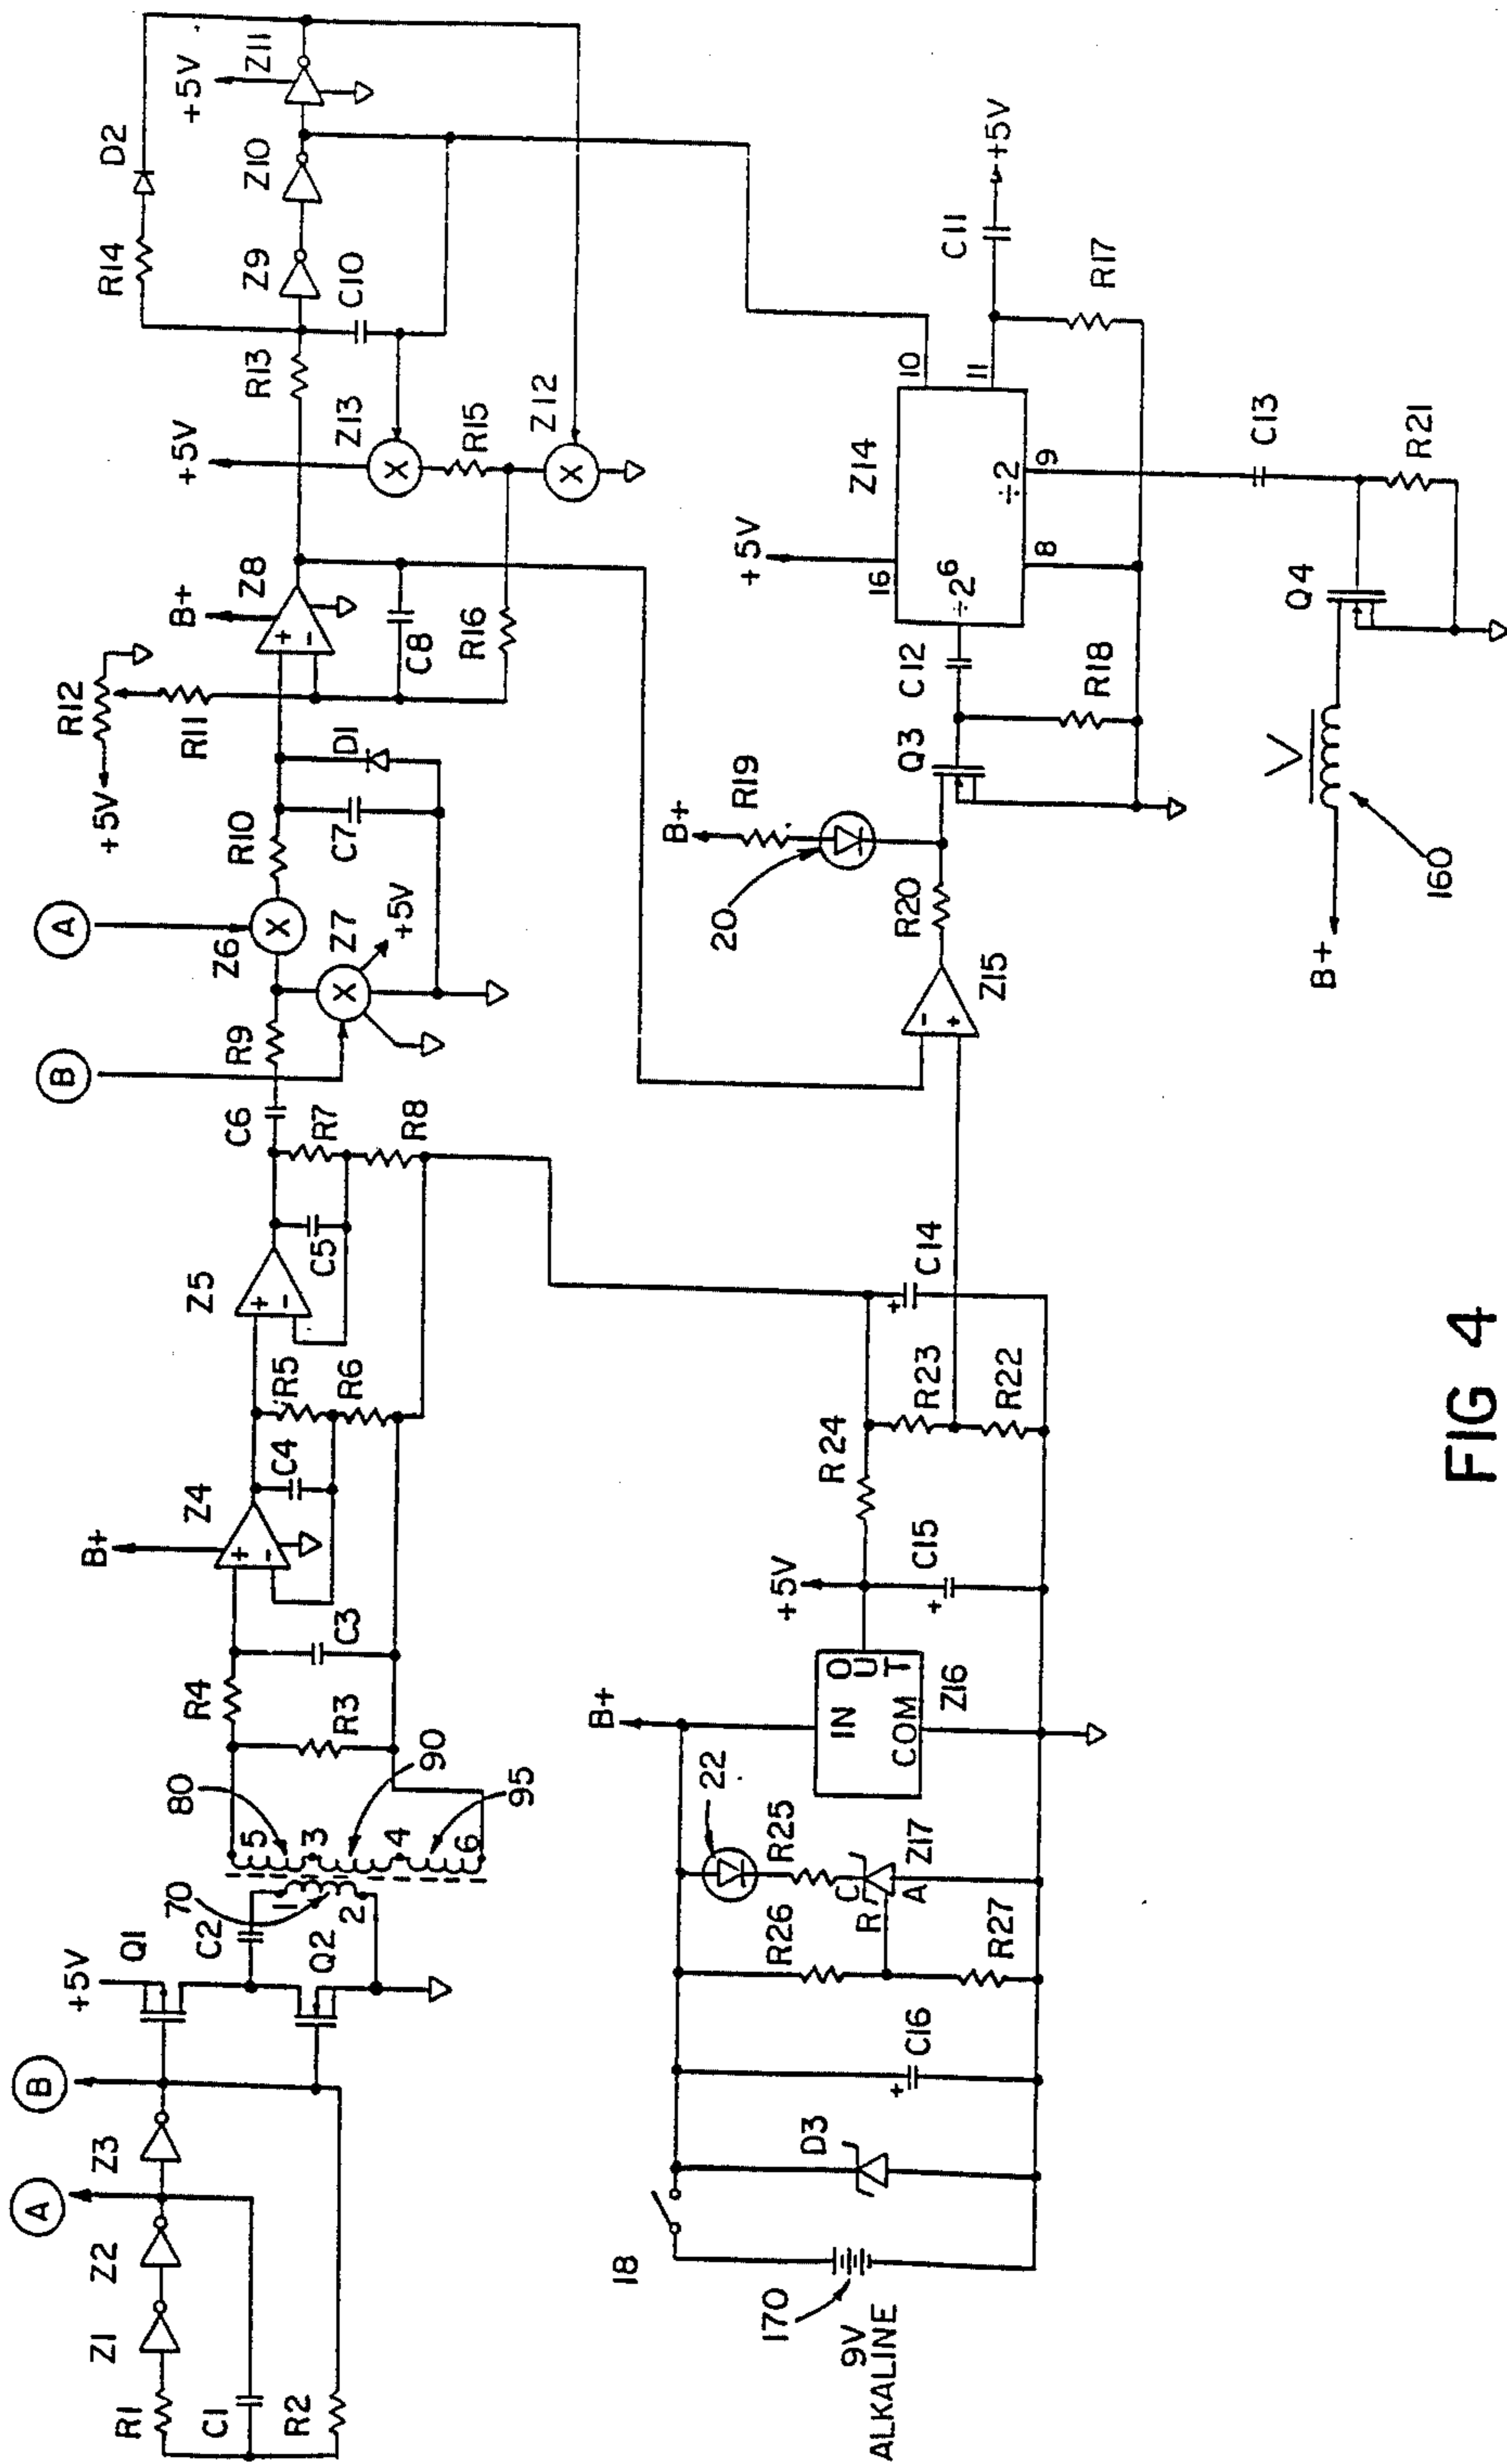 A
B
+5V
Z1
Z2
Z3
R1
C1
R2
Q1
C2
Q2
70
1
2
80
5
3
90
4
95
6
R4
R3
C3
B+
Z4
+
-
C4
R5
R6
Z5
+
-
C5
R7
R8
C6
B
R9
A
Z6
Z7
X
X
+5V
R10
C7
D1
+5V
R12
R11
B+
Z8
+
-
C8
R16
+5V
Z13
X
R15
Z12
X
R13
R14
D2
Z9
C10
Z10
Z11
+5V
18
170
9V
ALKALINE
D3
C16
+
R26
R27
22
R25
C
R
A
Z17
B+
IN
OUT
COM
Z16
+5V
C15
+
R24
R23
R22
C14
+
Z15
-
+
R20
20
B+
R19
Q3
C12
R18
+5V
16
Z14
÷2⁶
÷2
8
9
10
11
C11
+5V
R17
C13
R21
Q4
B+
160
FIG 4